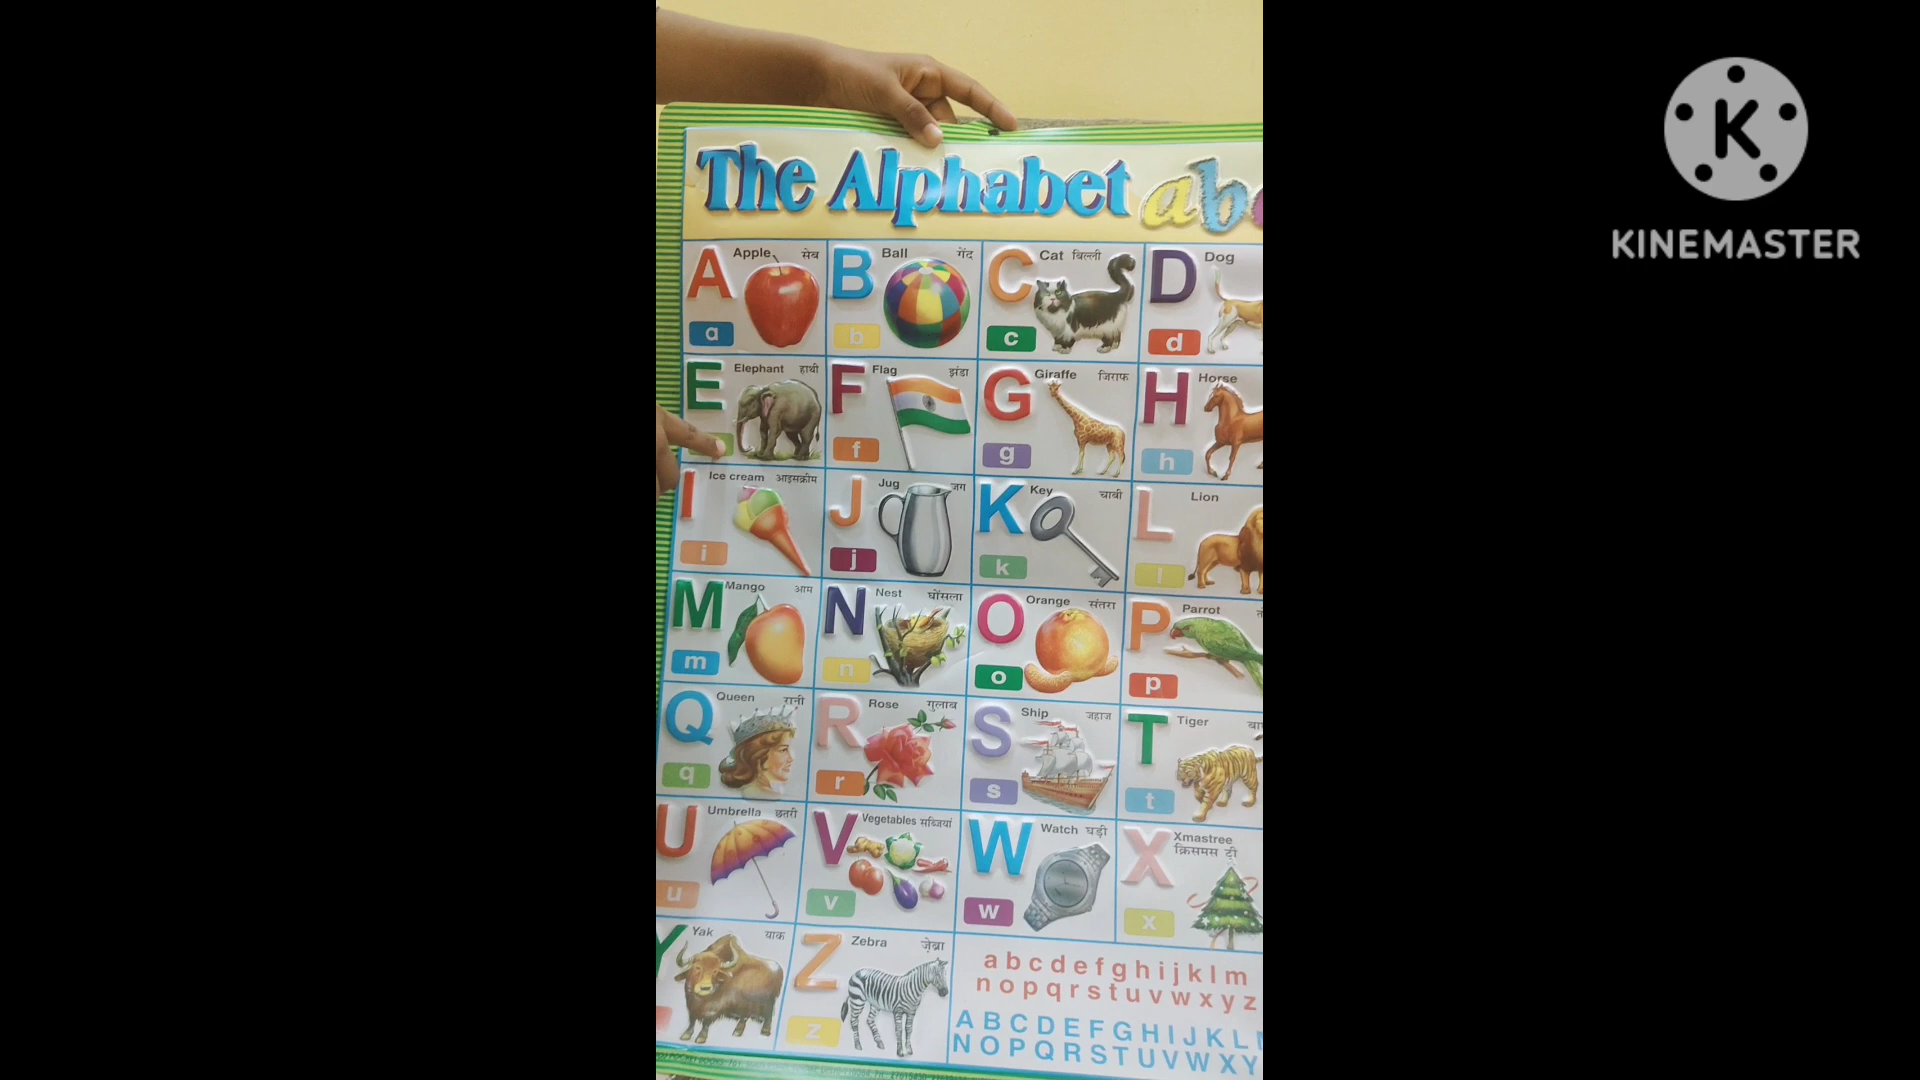 The Alphabet ab
A Apple सेब a
B Ball गेंद b
C Cat बिल्ली c
D Dog d
E Elephant हाथी
F Flag झंडा f
G Giraffe जिराफ g
H Horse h
I Ice cream आइसक्रीम i
J Jug जग j
K Key चाबी k
L Lion l
M Mango आम m
N Nest घोंसला n
O Orange संतरा o
P Parrot p
Q Queen रानी q
R Rose गुलाब r
S Ship जहाज s
T Tiger t
U Umbrella छतरी u
V Vegetables सब्जियां v
W Watch घड़ी w
X Xmastree क्रिसमस ट्री x
Y Yak याक
Z Zebra ज़ेब्रा z
a b c d e f g h i j k l m
n o p q r s t u v w x y z
A B C D E F G H I J K L
N O P Q R S T U V W X Y
K
KINEMASTER